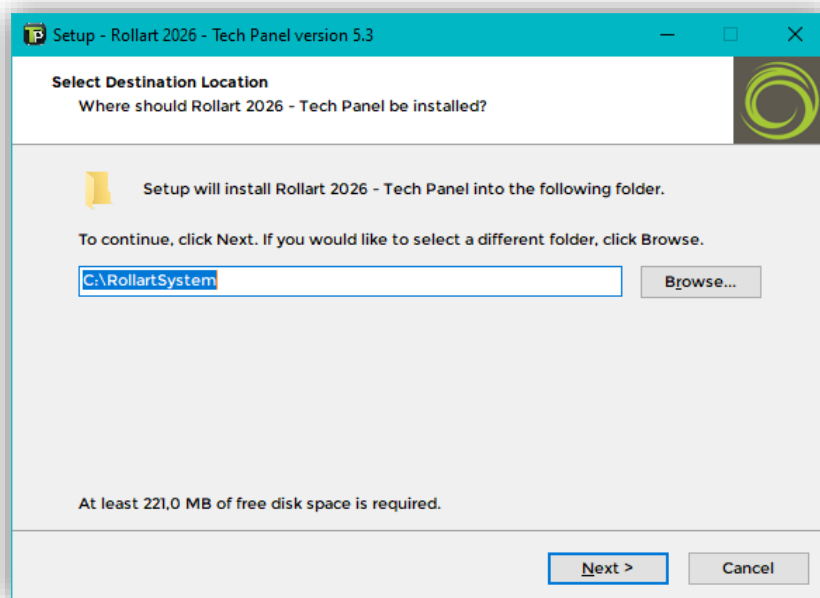 Setup - Rollart 2026 - Tech Panel version 5.3
Select Destination Location
Where should Rollart 2026 - Tech Panel be installed?
Setup will install Rollart 2026 - Tech Panel into the following folder.
To continue, click Next. If you would like to select a different folder, click Browse.
C:\RollartSystem
Browse...
At least 221,0 MB of free disk space is required.
Next >
Cancel